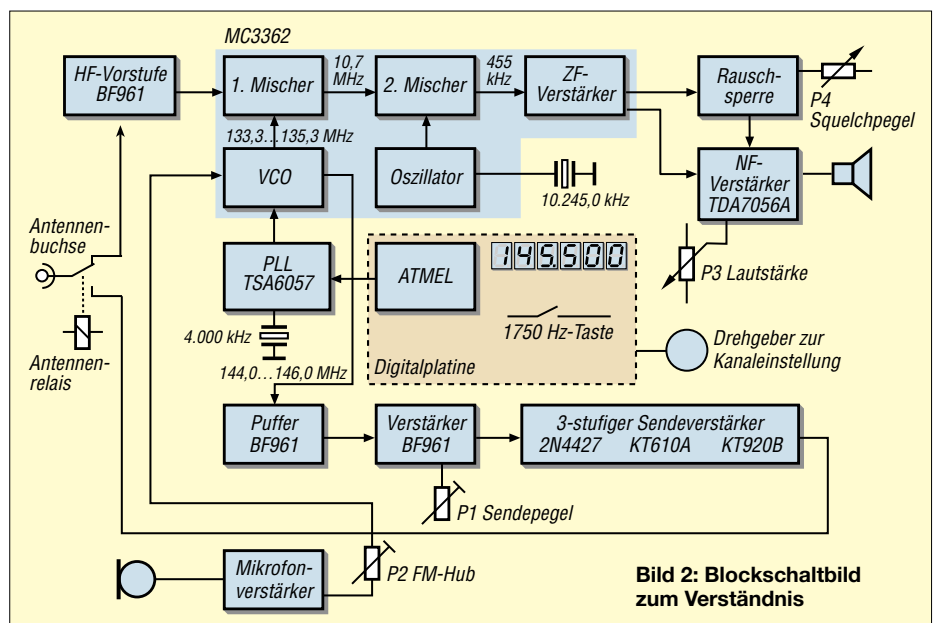 MC3362
HF-Vorstufe
BF961
1. Mischer
10,7
MHz
2. Mischer
455
kHz
ZF-
Verstärker
Rausch-
sperre
P4
Squelchpegel
133,3...135,3 MHz
VCO
Oszillator
10.245,0 kHz
NF-
Verstärker
TDA7056A
Antennen-
buchse
PLL
TSA6057
ATMEL
145.500
P3 Lautstärke
4.000 kHz
1750 Hz-Taste
Digitalplatine
Drehgeber zur
Kanaleinstellung
Antennen-
relais
144,0...146,0 MHz
Puffer
BF961
Verstärker
BF961
3-stufiger Sendeverstärker
2N4427 KT610A KT920B
P1 Sendepegel
P2 FM-Hub
Mikrofon-
verstärker
Bild 2: Blockschaltbild
zum Verständnis